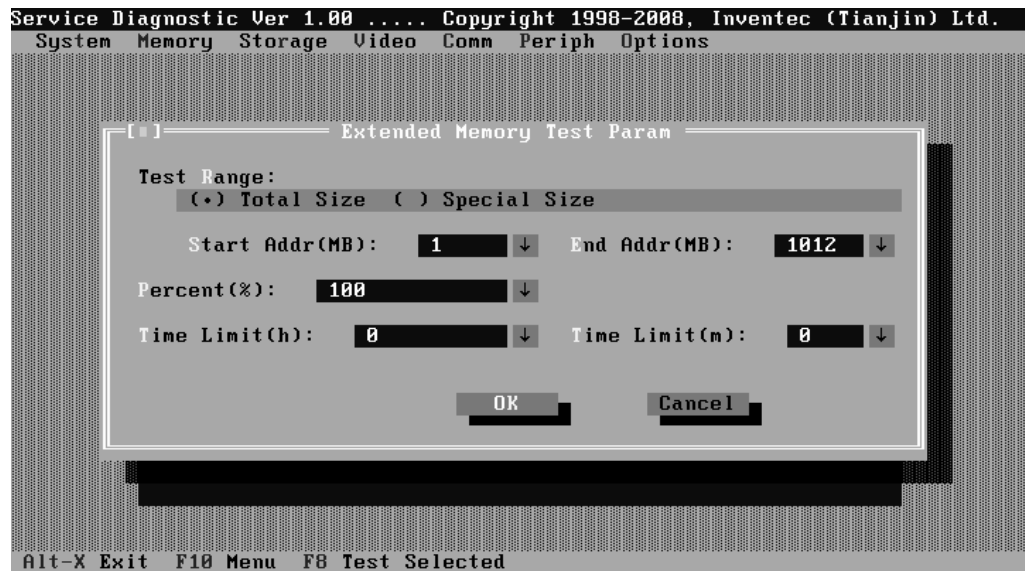 Service Diagnostic Ver 1.00 ..... Copyright 1998-2008, Inventec (Tianjin) Ltd.
System Memory Storage Video Comm Periph Options
[■] Extended Memory Test Param
Test Range:
(•) Total Size ( ) Special Size
Start Addr(MB): 1 ↓ End Addr(MB): 1012 ↓
Percent(%): 100 ↓
Time Limit(h): 0 ↓ Time Limit(m): 0 ↓
OK Cancel
Alt-X Exit F10 Menu F8 Test Selected